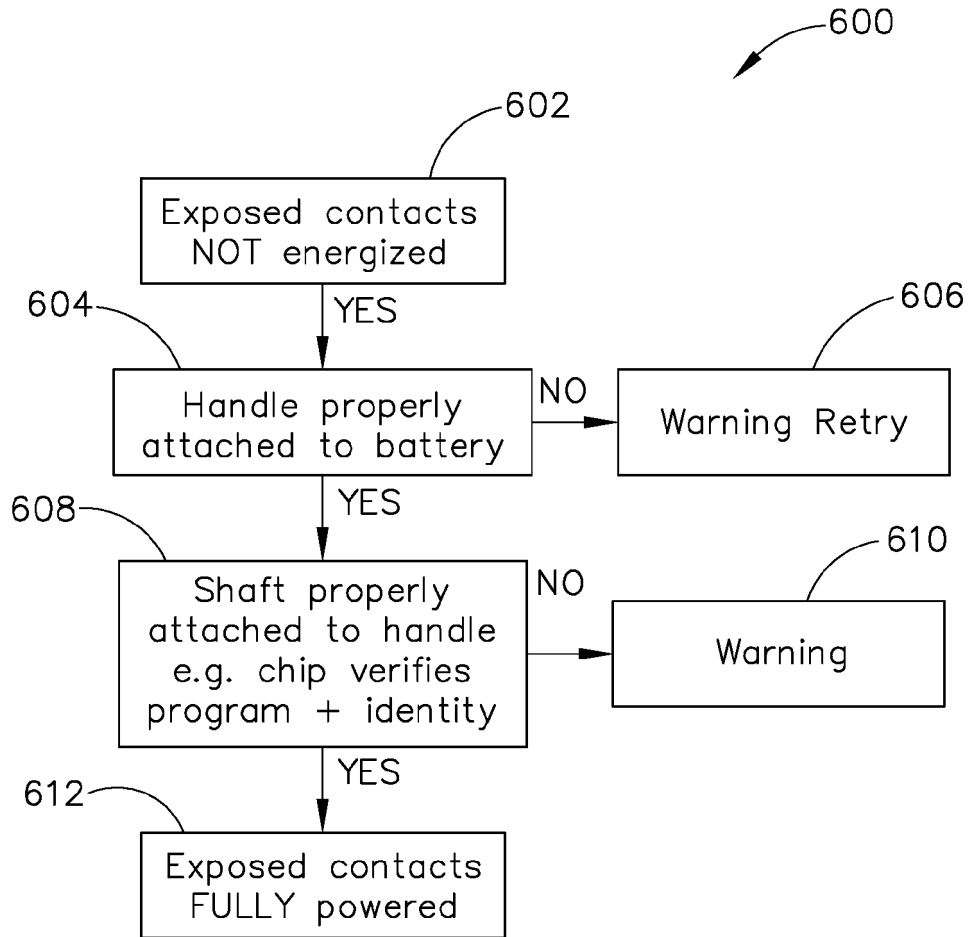 600
602
Exposed contacts
NOT energized
604
YES
606
Handle properly
attached to battery
NO
Warning Retry
608
YES
610
Shaft properly
attached to handle
e.g. chip verifies
program + identity
NO
Warning
612
YES
Exposed contacts
FULLY powered